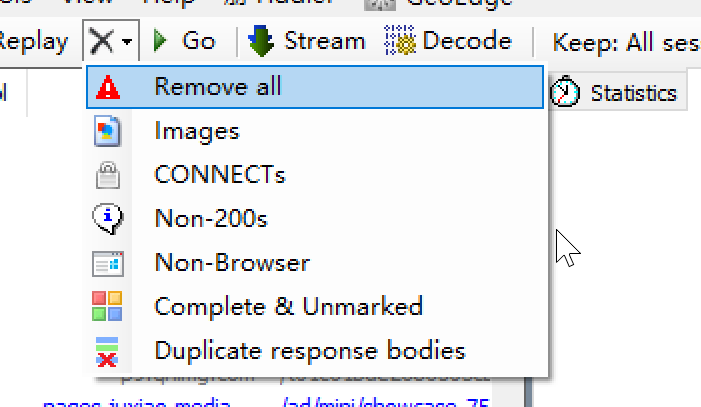 Replay Go Stream Decode Keep: All ses
Remove all
Statistics
Images
CONNECTs
Non-200s
Non-Browser
Complete & Unmarked
Duplicate response bodies